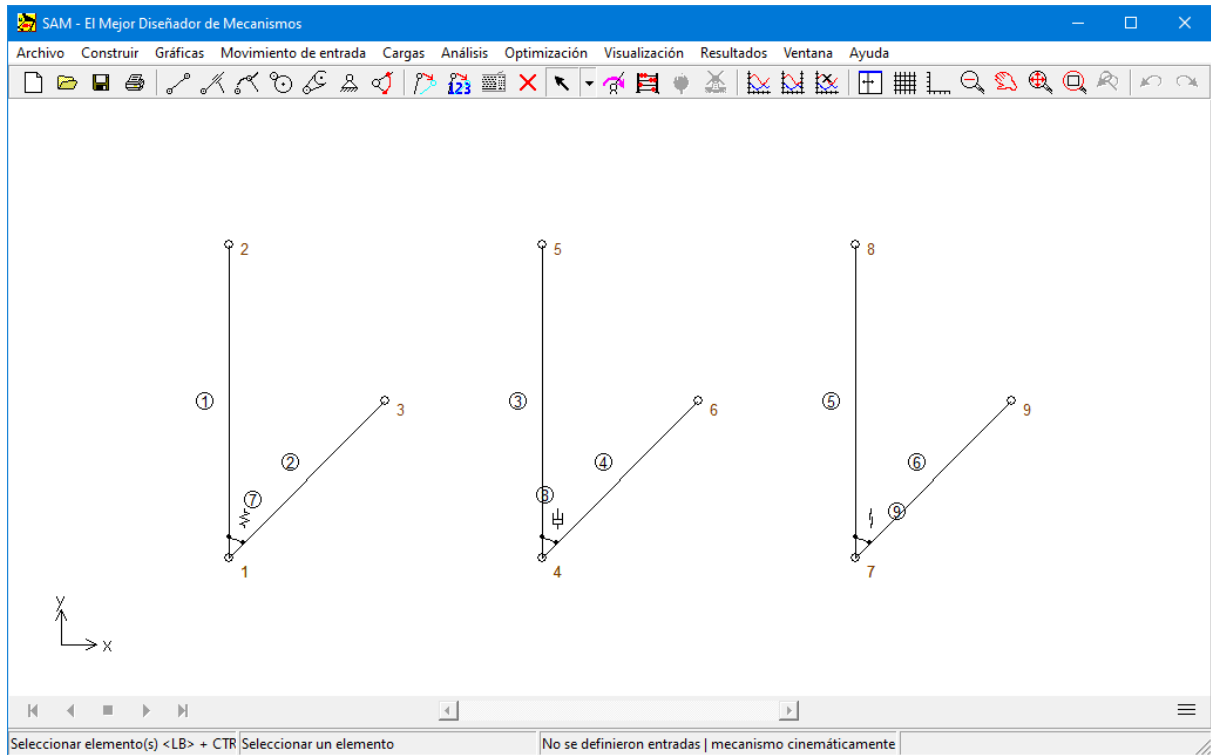 SAM - El Mejor Diseñador de Mecanismos
Archivo Construir Gráficas Movimiento de entrada Cargas Análisis Optimización Visualización Resultados Ventana Ayuda
123
2 5 8
① ③ ⑤
3 6 9
② ④ ⑥
⑦ ⑧ ⑨
1 4 7
y
x
Seleccionar elemento(s) <LB> + CTR Seleccionar un elemento No se definieron entradas | mecanismo cinemáticamente